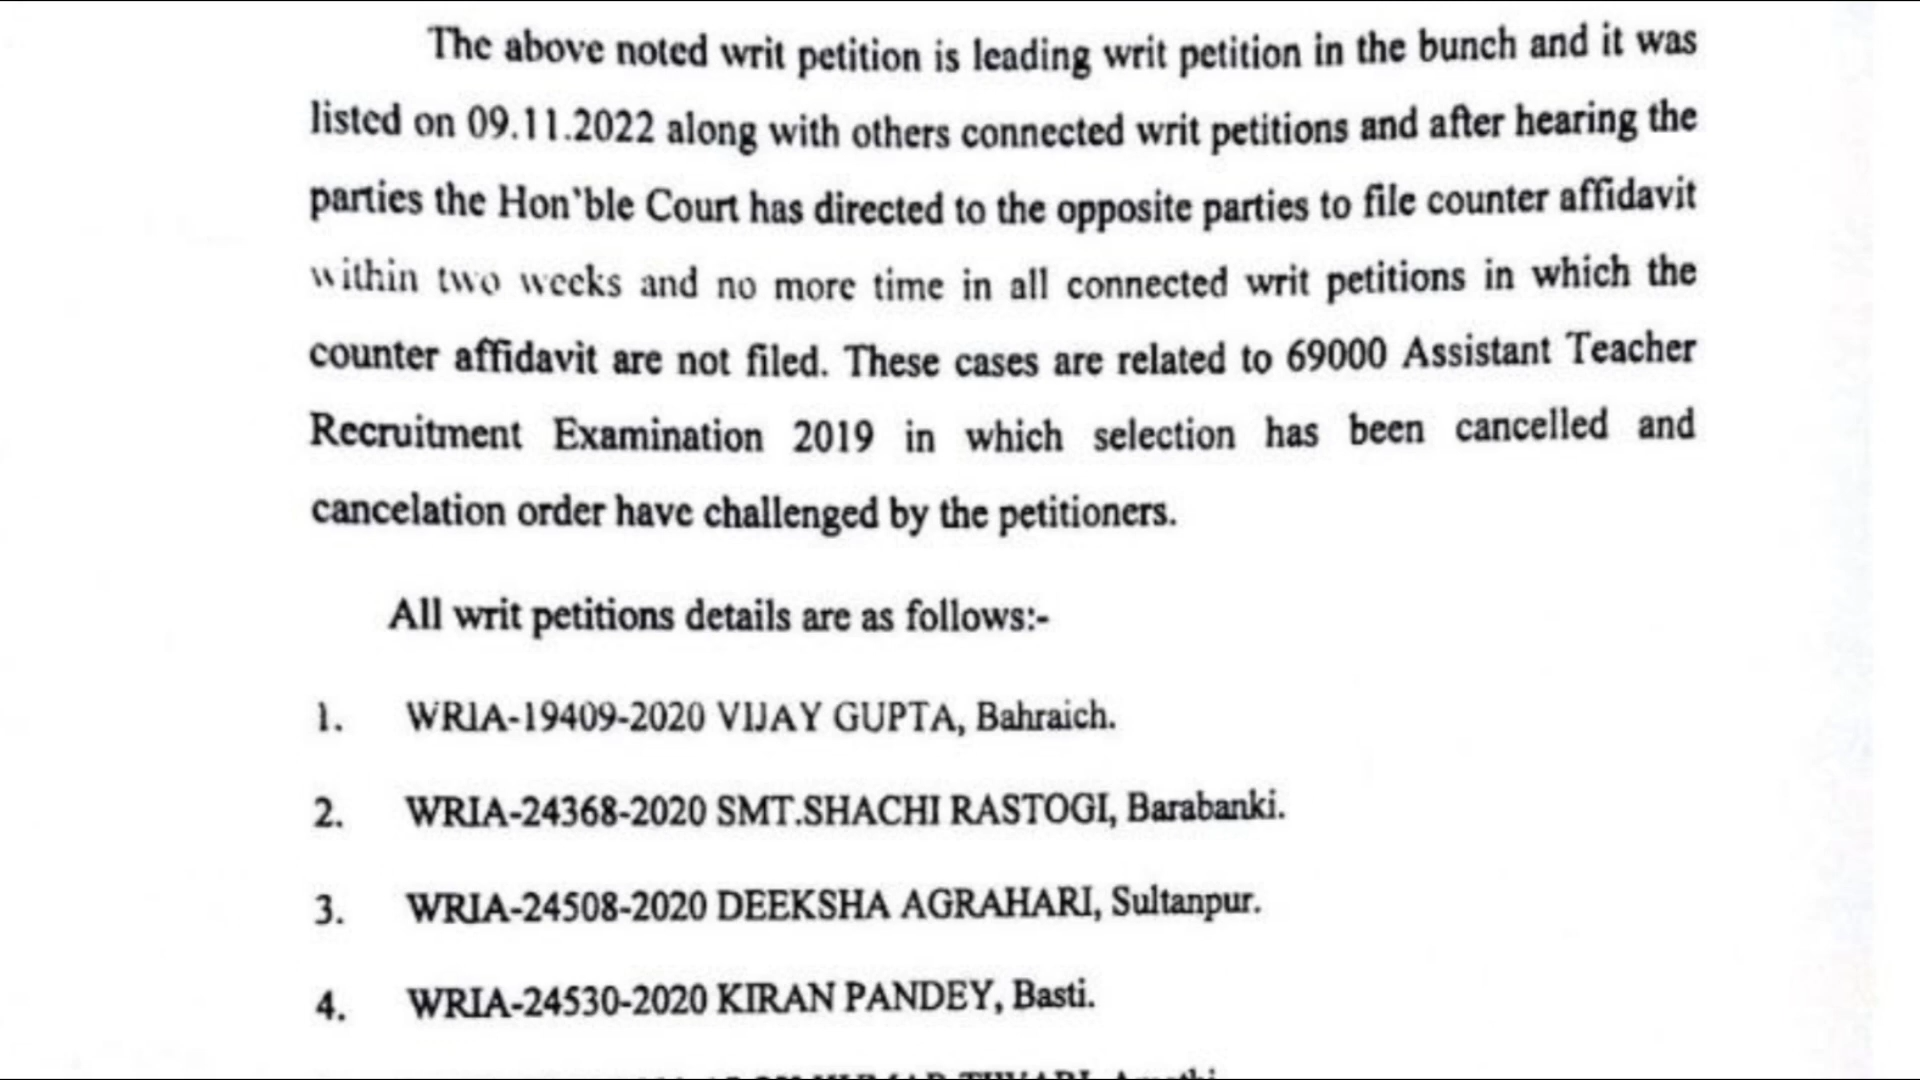 The above noted writ petition is leading writ petition in the bunch and it was
listed on 09.11.2022 along with others connected writ petitions and after hearing the
parties the Hon'ble Court has directed to the opposite parties to file counter affidavit
within two weeks and no more time in all connected writ petitions in which the
counter affidavit are not filed. These cases are related to 69000 Assistant Teacher
Recruitment Examination 2019 in which selection has been cancelled and
cancelation order have challenged by the petitioners.
All writ petitions details are as follows:-
1. WRIA-19409-2020 VIJAY GUPTA, Bahraich.
2. WRIA-24368-2020 SMT.SHACHI RASTOGI, Barabanki.
3. WRIA-24508-2020 DEEKSHA AGRAHARI, Sultanpur.
4. WRIA-24530-2020 KIRAN PANDEY, Basti.
KUMAR TIWARI, Amethi